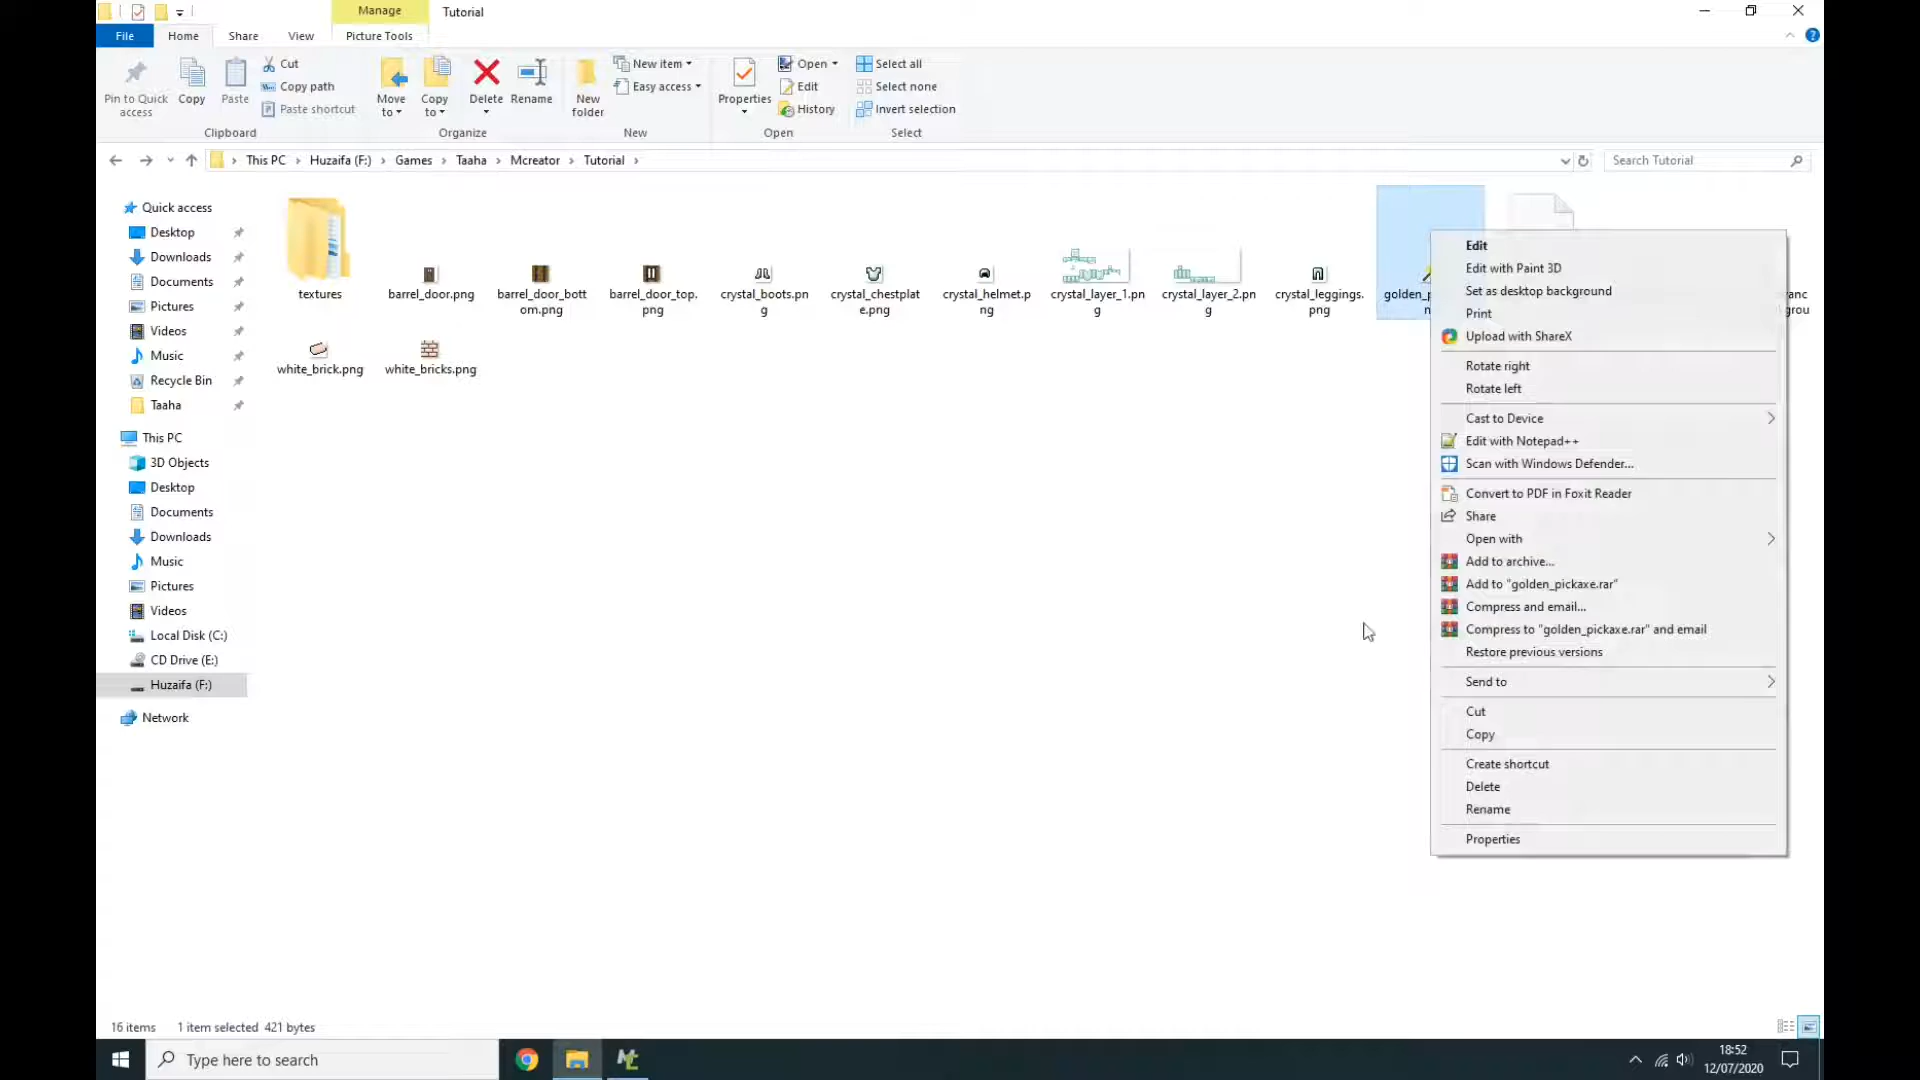 Manage
Tutorial
File
Home
Share
View
Picture Tools
Pin to Quick access
Copy
Paste
Cut
Copy path
Paste shortcut
Clipboard
Move to
Copy to
Delete
Rename
Organize
New folder
New item
Easy access
New
Properties
Open
Edit
History
Open
Select all
Select none
Invert selection
Select
This PC
Huzaifa (F:)
Games
Taaha
Mcreator
Tutorial
Search Tutorial
Quick access
Desktop
Downloads
Documents
Pictures
Videos
Music
Recycle Bin
Taaha
This PC
3D Objects
Desktop
Documents
Downloads
Music
Pictures
Videos
Local Disk (C:)
CD Drive (E:)
Huzaifa (F:)
Network
textures
barrel_door.png
barrel_door_bott
om.png
barrel_door_top.
png
crystal_boots.pn
g
crystal_chestplat
e.png
crystal_helmet.p
ng
crystal_layer_1.pn
g
crystal_layer_2.pn
g
crystal_leggings.
png
white_brick.png
white_bricks.png
Edit
Edit with Paint 3D
Set as desktop background
Print
Upload with ShareX
Rotate right
Rotate left
Cast to Device
Edit with Notepad++
Scan with Windows Defender...
Convert to PDF in Foxit Reader
Share
Open with
Add to archive...
Add to "golden_pickaxe.rar"
Compress and email...
Compress to "golden_pickaxe.rar" and email
Restore previous versions
Send to
Cut
Copy
Create shortcut
Delete
Rename
Properties
16 items
1 item selected 421 bytes
Type here to search
18:52
12/07/2020